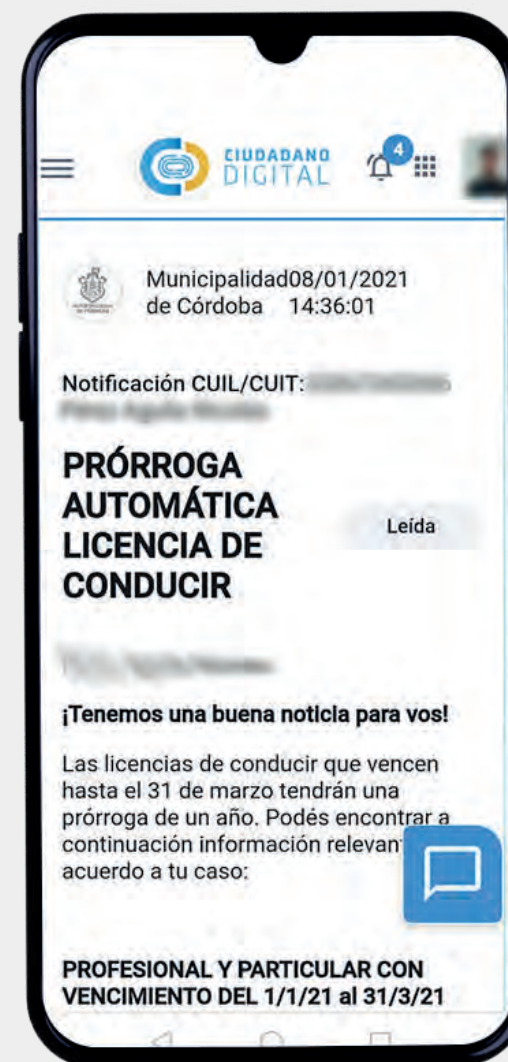 CIUDADANO
DIGITAL
4
Municipalidad 08/01/2021
de Córdoba 14:36:01
Notificación CUIL/CUIT:
PRÓRROGA
AUTOMÁTICA
LICENCIA DE
CONDUCIR
Leída
¡Tenemos una buena noticia para vos!
Las licencias de conducir que vencen
hasta el 31 de marzo tendrán una
prórroga de un año. Podés encontrar a
continuación información
acuerdo a tu caso:
PROFESIONAL Y PARTICULAR CON
VENCIMIENTO DEL 1/1/21 al 31/3/21